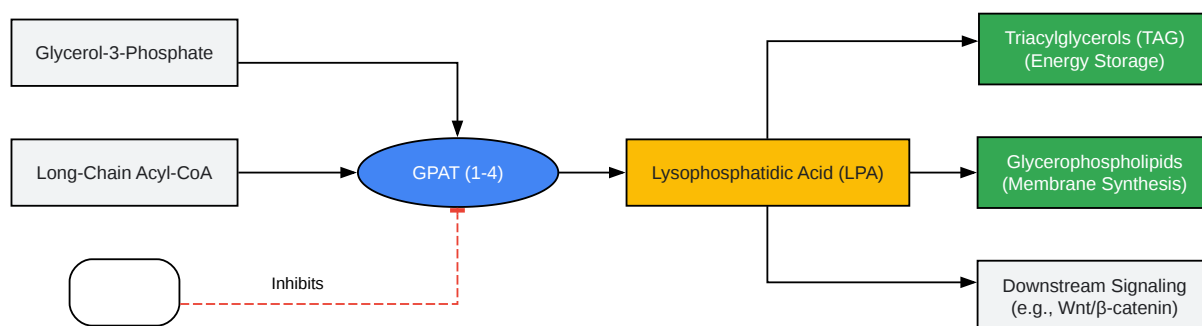 Glycerol-3-Phosphate
Long-Chain Acyl-CoA
GPAT (1-4)
Inhibits
Lysophosphatidic Acid (LPA)
Triacylglycerols (TAG)
(Energy Storage)
Glycerophospholipids
(Membrane Synthesis)
Downstream Signaling
(e.g., Wnt/β-catenin)